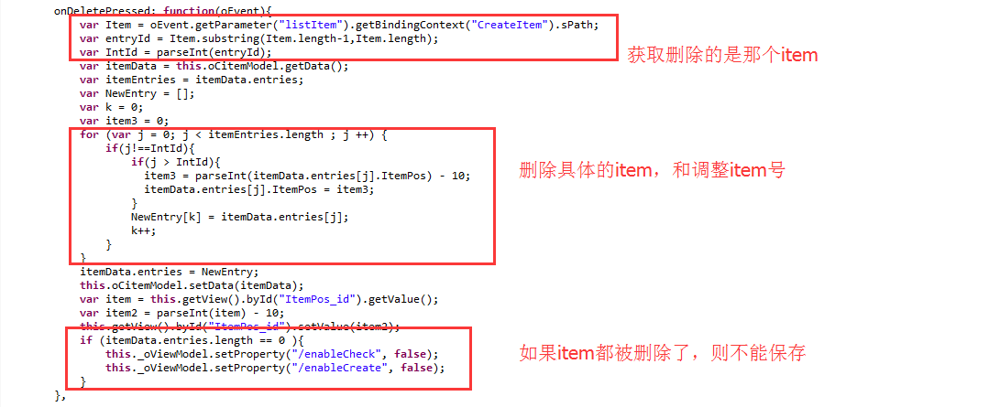 onDeletePressed: function(oEvent){
var Item = oEvent.getParameter("listItem").getBindingContext("CreateItem").sPath;
var entryId = Item.substring(Item.length-1,Item.length);
var IntId = parseInt(entryId);
获取删除的是那个item
var itemData = this.oCitemModel.getData();
var itemEntries = itemData.entries;
var NewEntry = [];
var k = 0;
var item3 = 0;
for (var j = 0; j < itemEntries.length ; j ++) {
if(j!==IntId){
if(j > IntId){
item3 = parseInt(itemData.entries[j].ItemPos) - 10;
itemData.entries[j].ItemPos = item3;
}
NewEntry[k] = itemData.entries[j];
k++;
}
}
删除具体的item，和调整item号
itemData.entries = NewEntry;
this.oCitemModel.setData(itemData);
var item = this.getView().byId("ItemPos_id").getValue();
var item2 = parseInt(item) - 10;
this.getView().byId("ItemPos_id").setValue(item2);
if (itemData.entries.length == 0 ){
this._oViewModel.setProperty("/enableCheck", false);
this._oViewModel.setProperty("/enableCreate", false);
}
如果item都被删除了，则不能保存
},